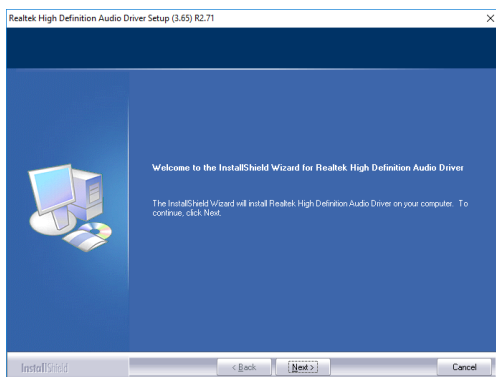 Realtek High Definition Audio Driver Setup (3.65) R2.71
Welcome to the InstallShield Wizard for Realtek High Definition Audio Driver
The InstallShield Wizard will install Realtek High Definition Audio Driver on your computer. To
continue, click Next.
InstallShield
< Back Next > Cancel